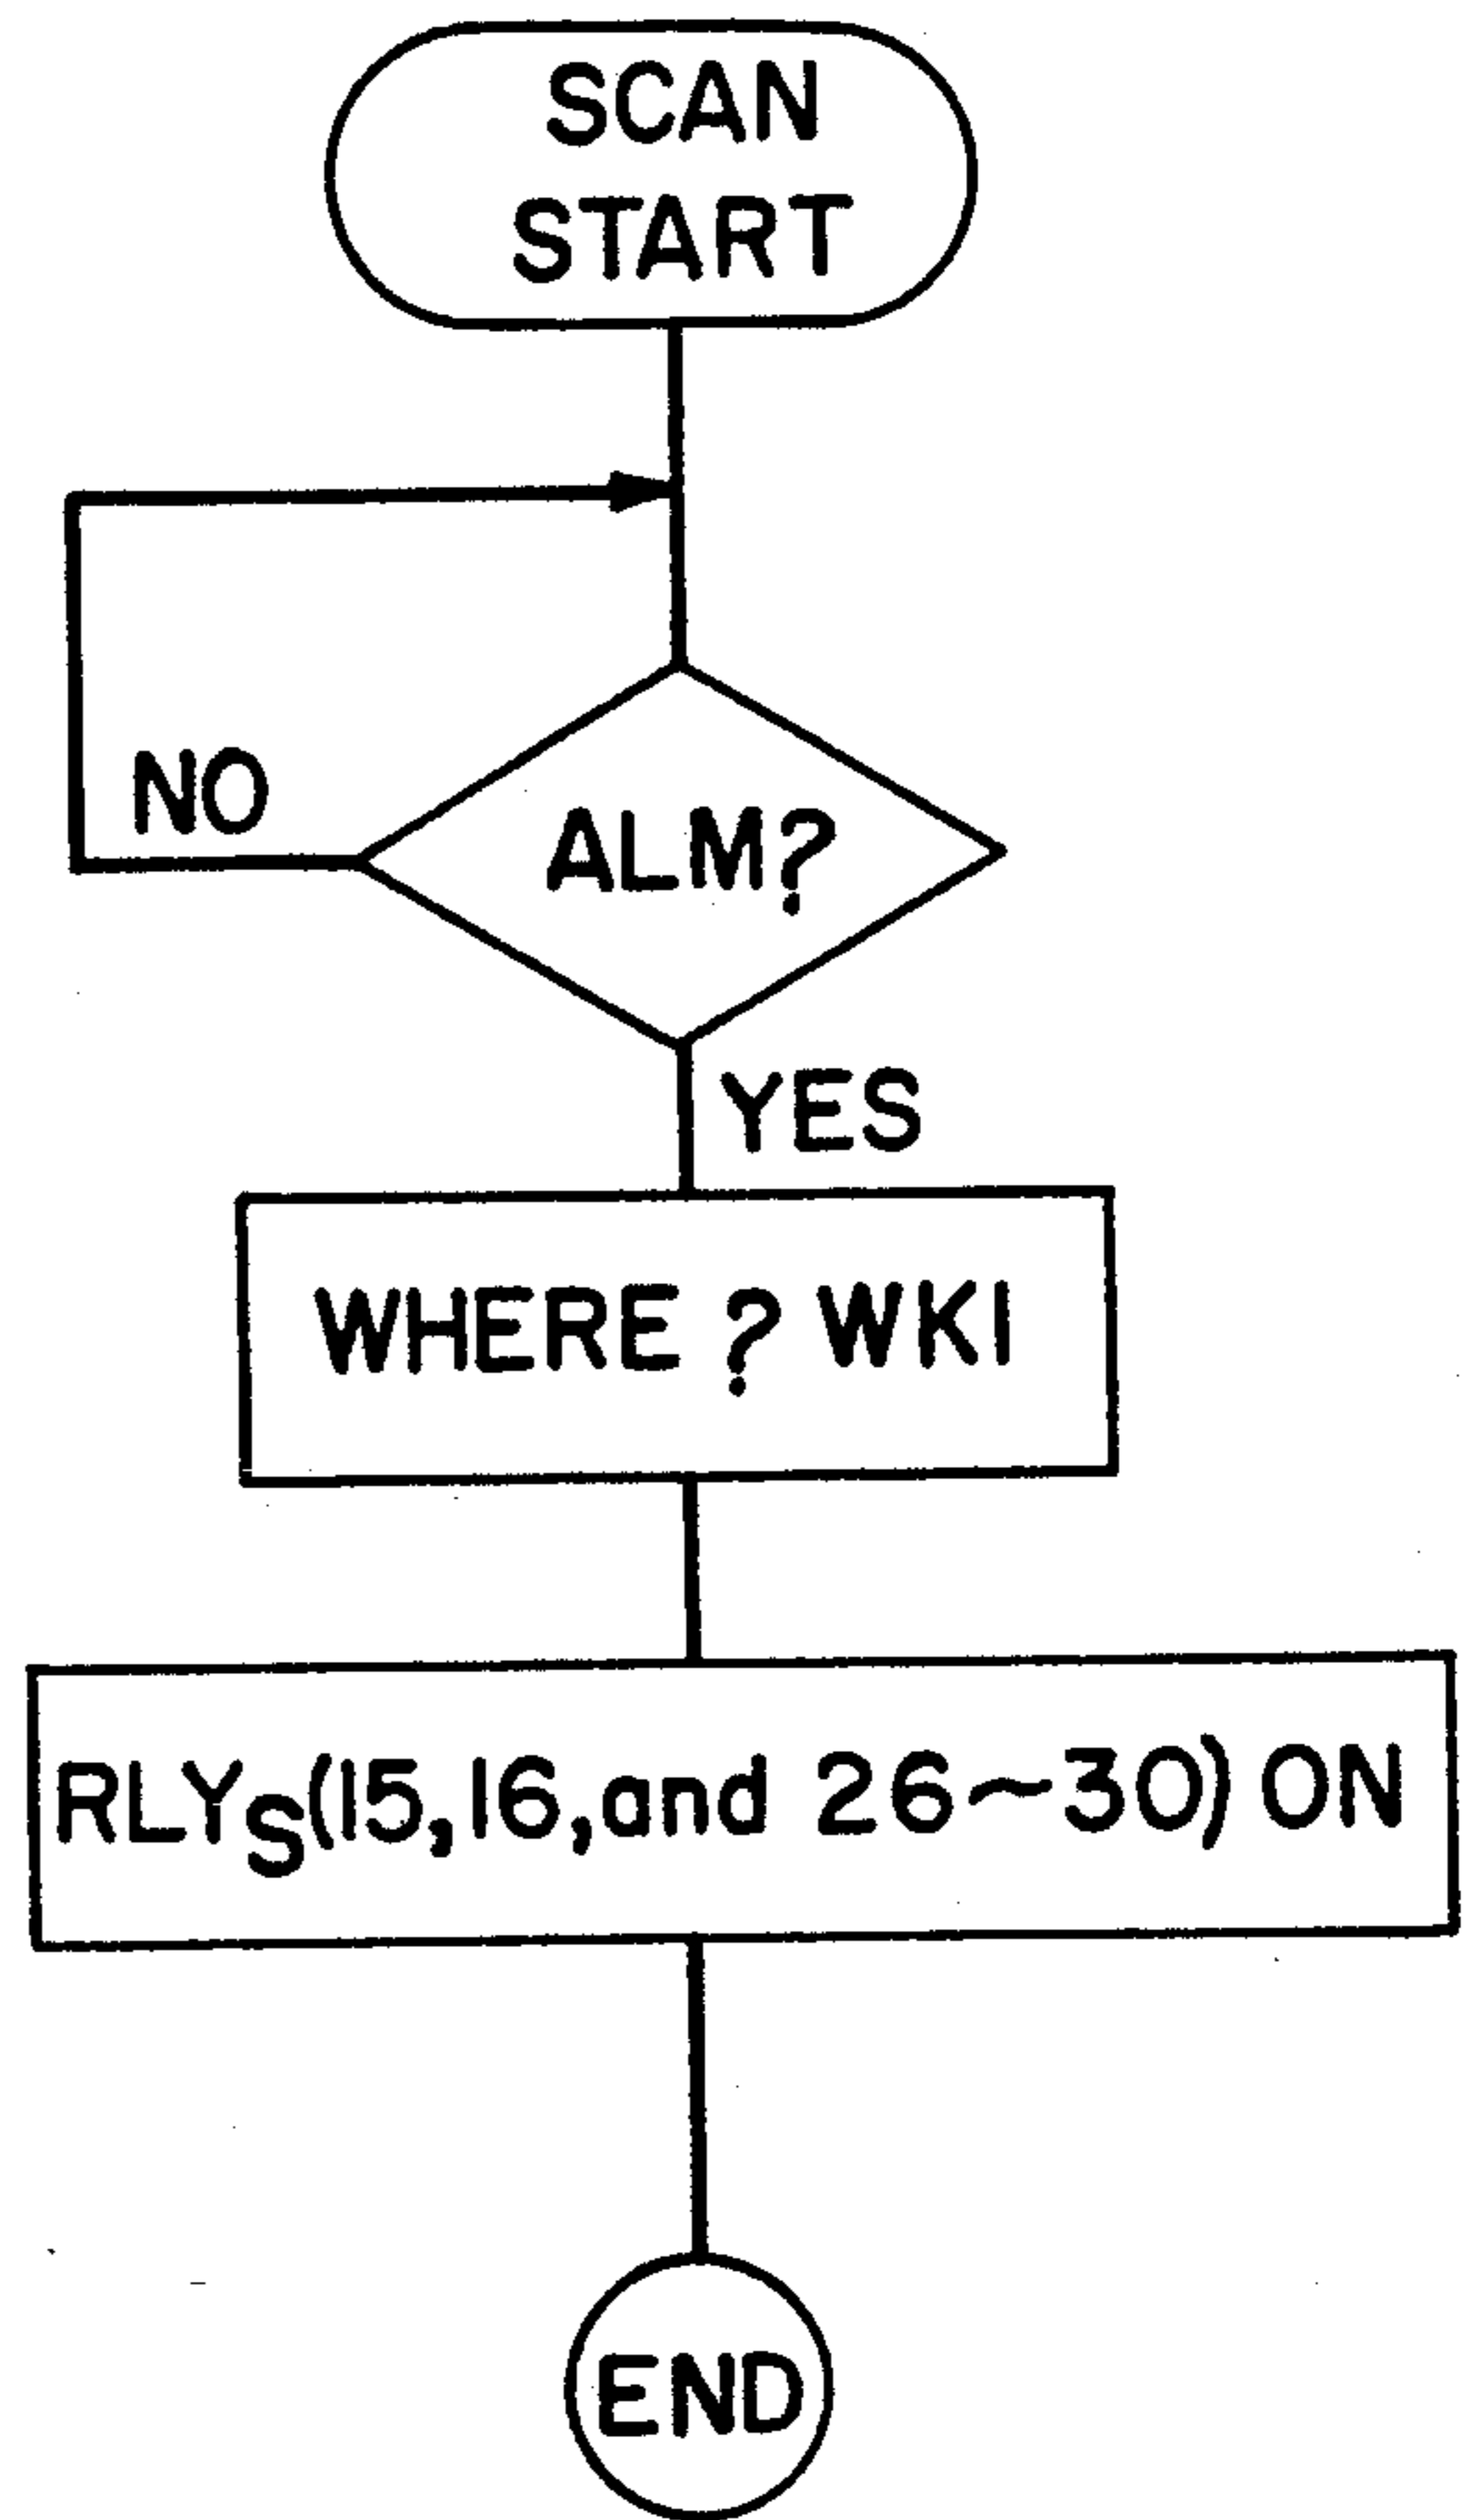 SCAN
START
NO
ALM?
YES
WHERE ? WKI
RLYs(15,16,and 26~30)ON
END